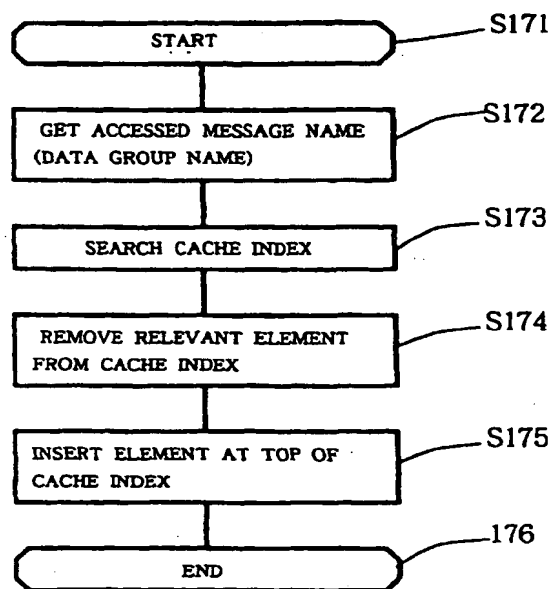 START
S171
GET ACCESSED MESSAGE NAME
(DATA GROUP NAME)
S172
SEARCH CACHE INDEX
S173
REMOVE RELEVANT ELEMENT
FROM CACHE INDEX
S174
INSERT ELEMENT AT TOP OF
CACHE INDEX
S175
END
176